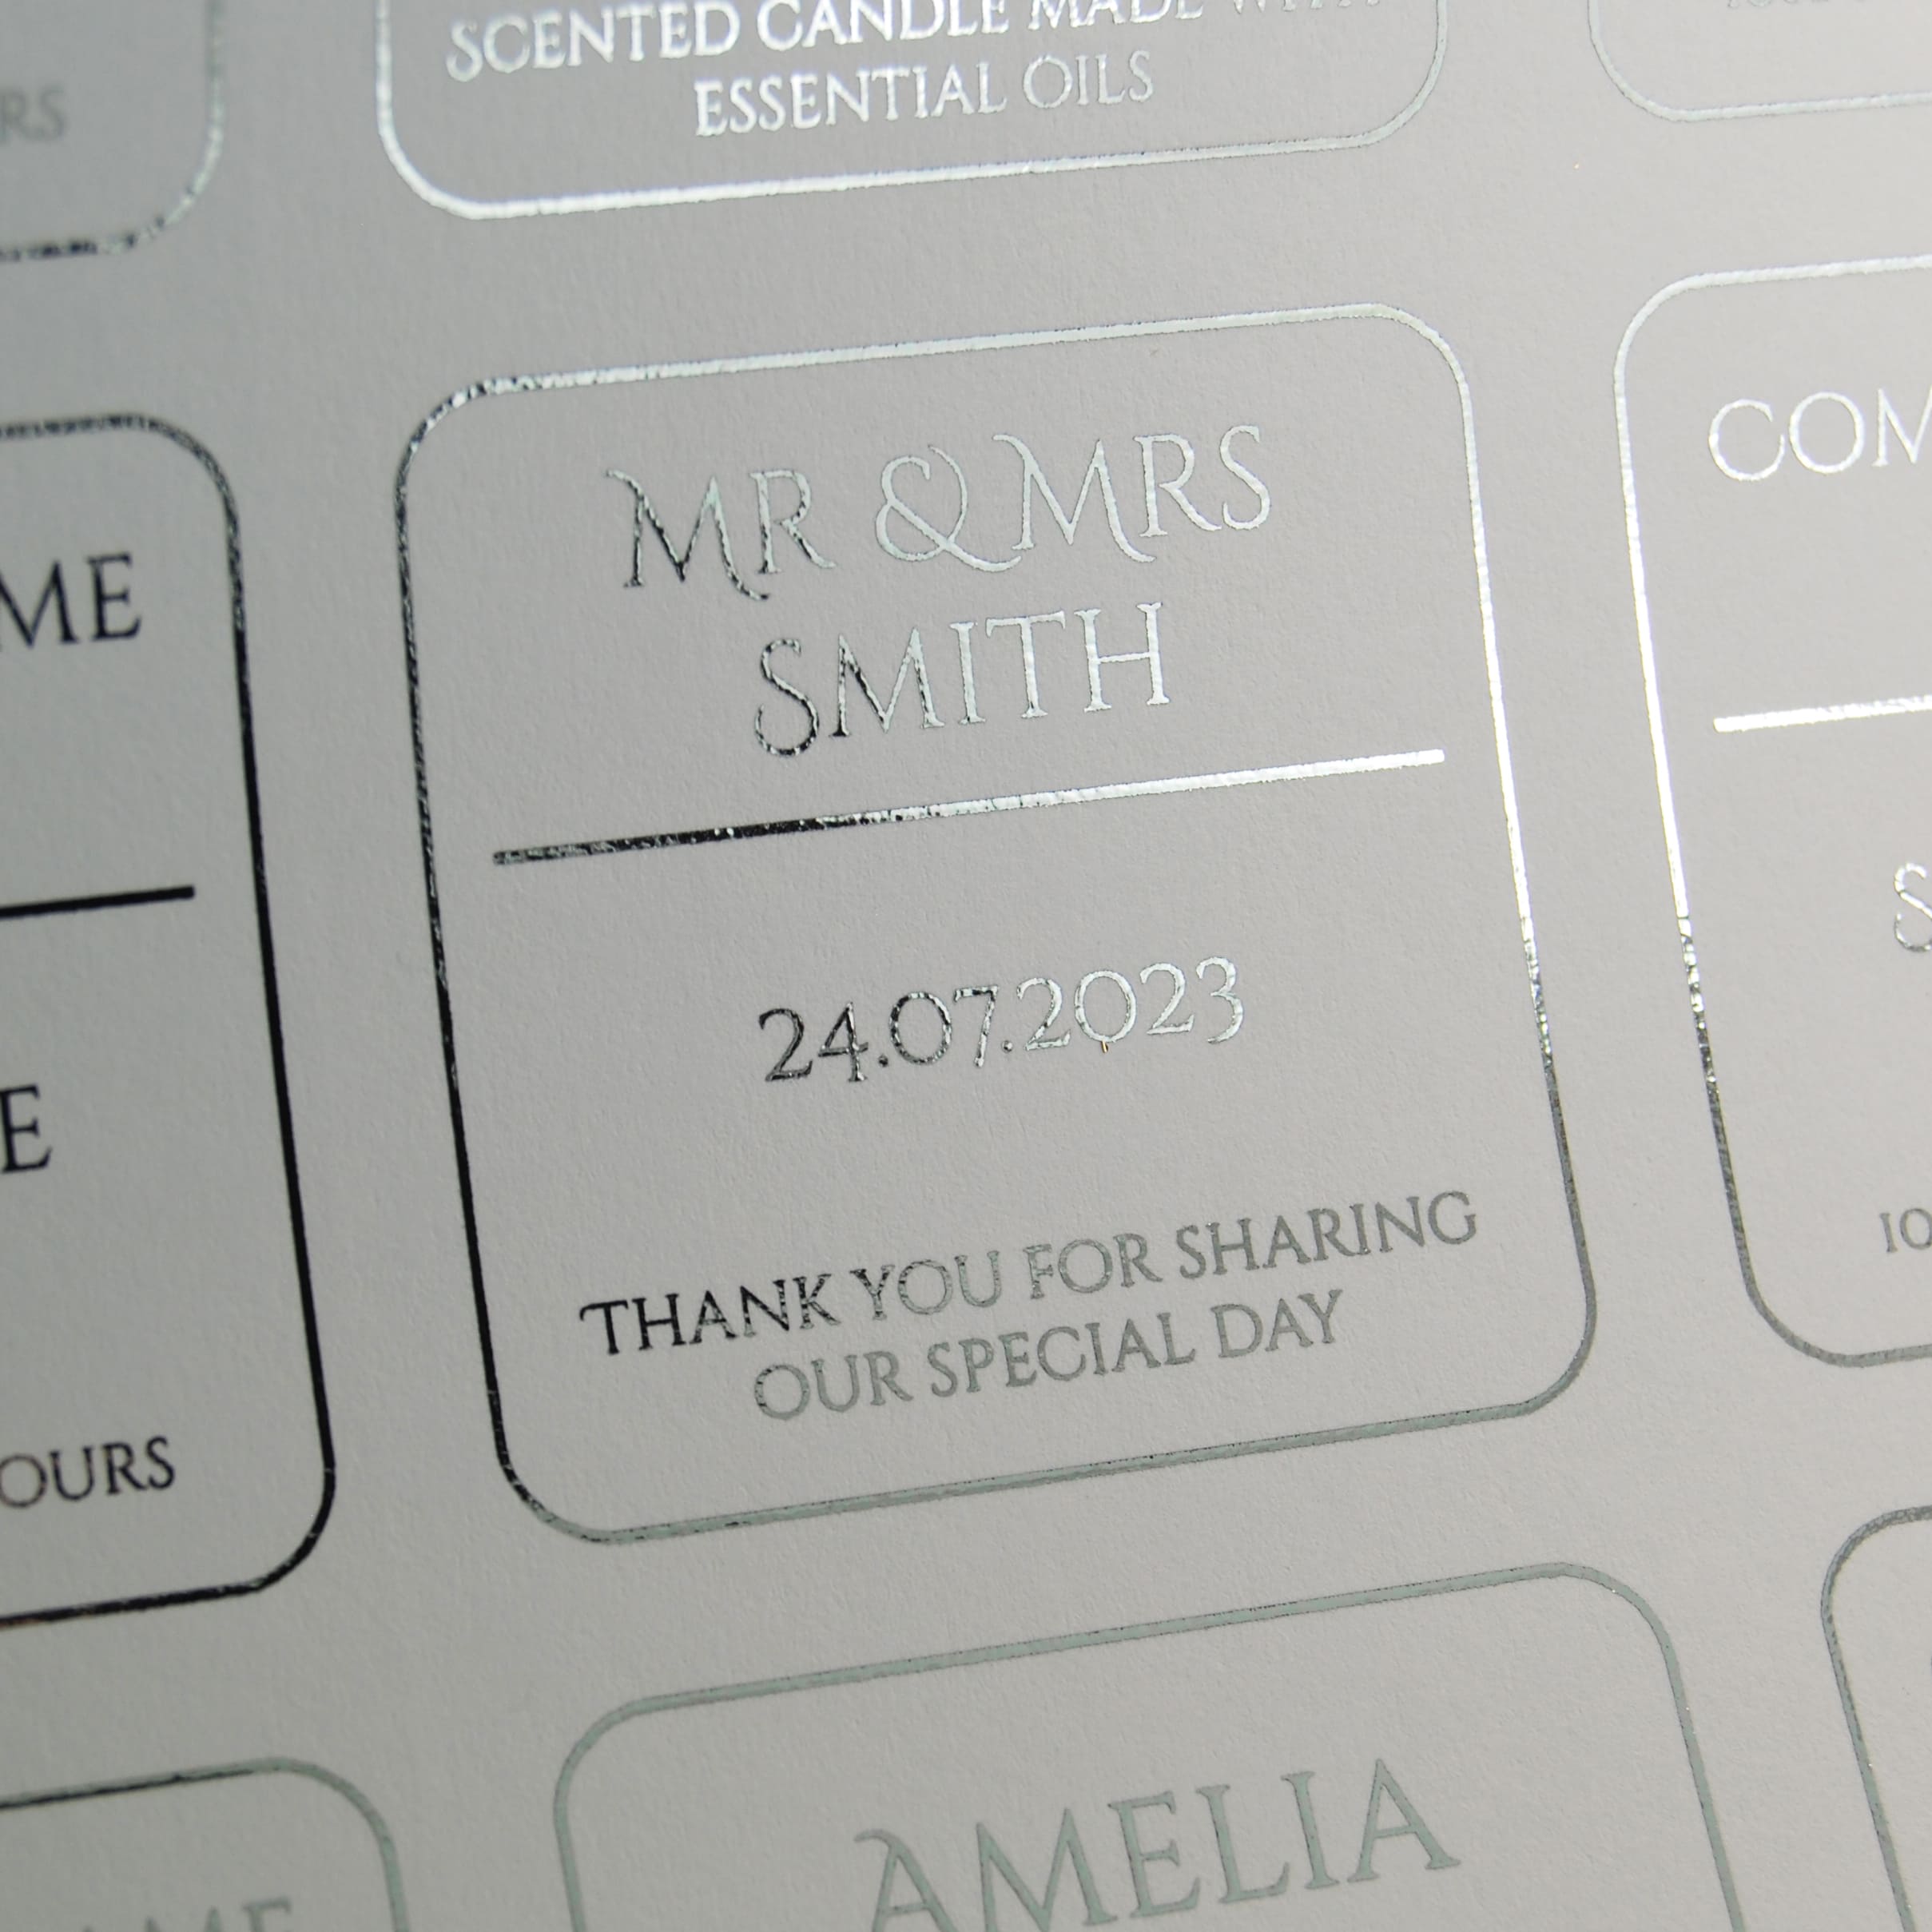 SCENTED CANDLE MADE WITH
ESSENTIAL OILS
MR & MRS
SMITH
24.07.2023
THANK YOU FOR SHARING
OUR SPECIAL DAY
AMELIA